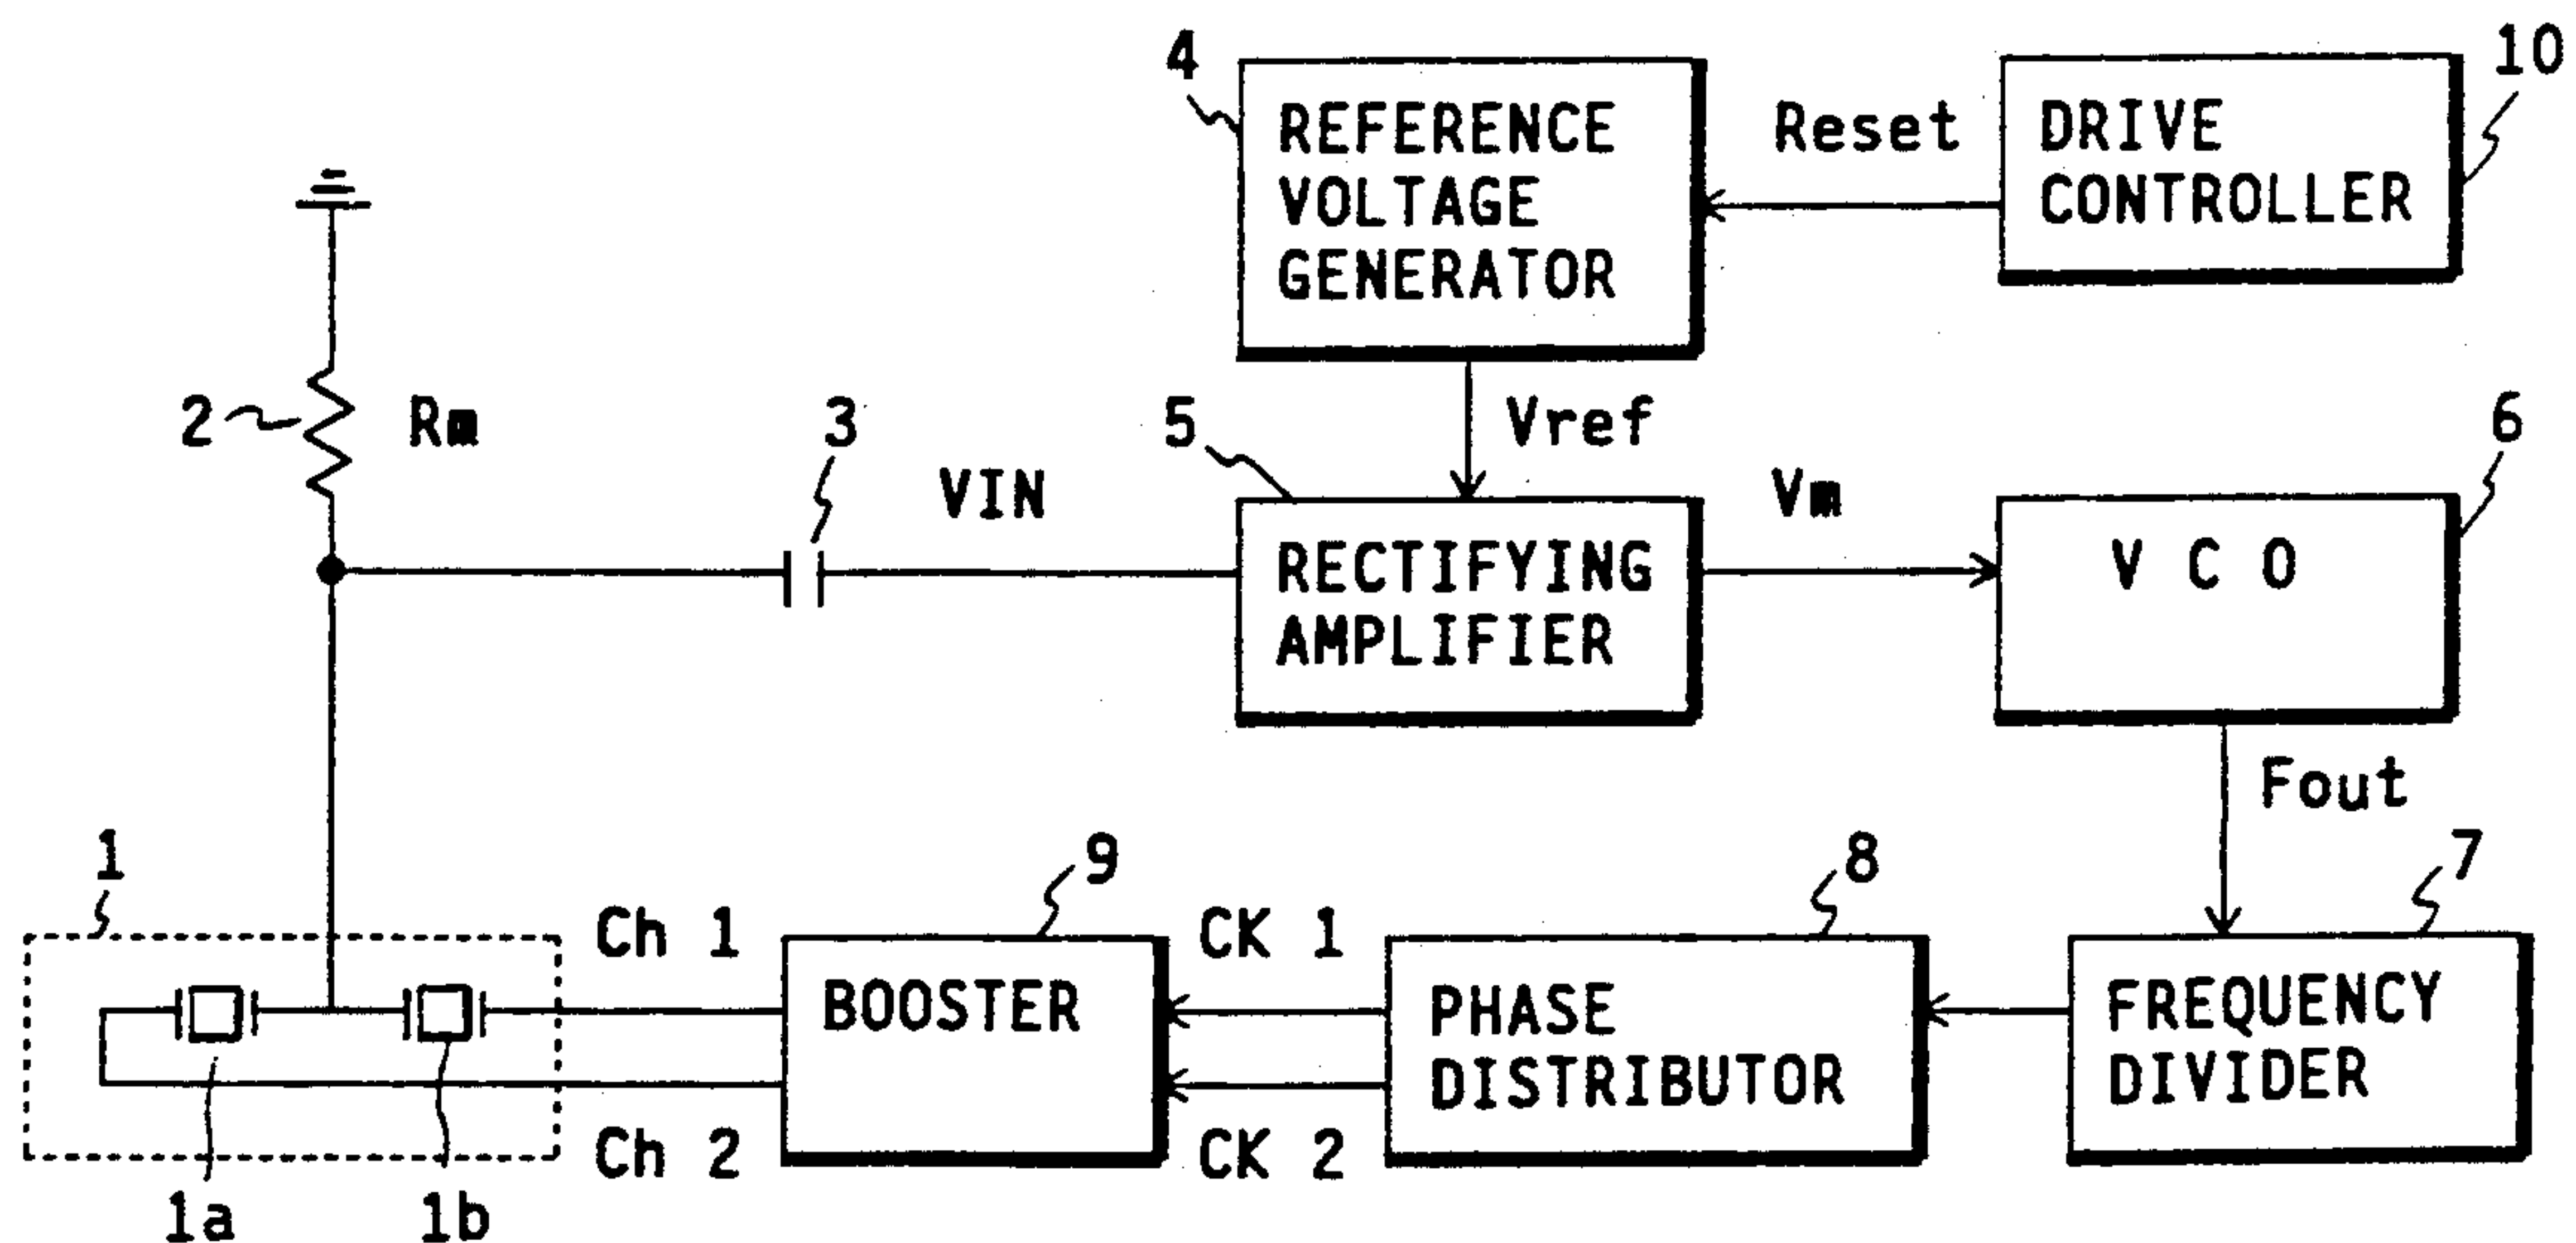 4
10
REFERENCE
VOLTAGE
GENERATOR
Reset
DRIVE
CONTROLLER
2
Rm
3
VIN
5
Vref
Vm
6
RECTIFYING
AMPLIFIER
V C O
Fout
1
9
8
7
Ch 1
CK 1
BOOSTER
PHASE
DISTRIBUTOR
FREQUENCY
DIVIDER
Ch 2
CK 2
1a
1b